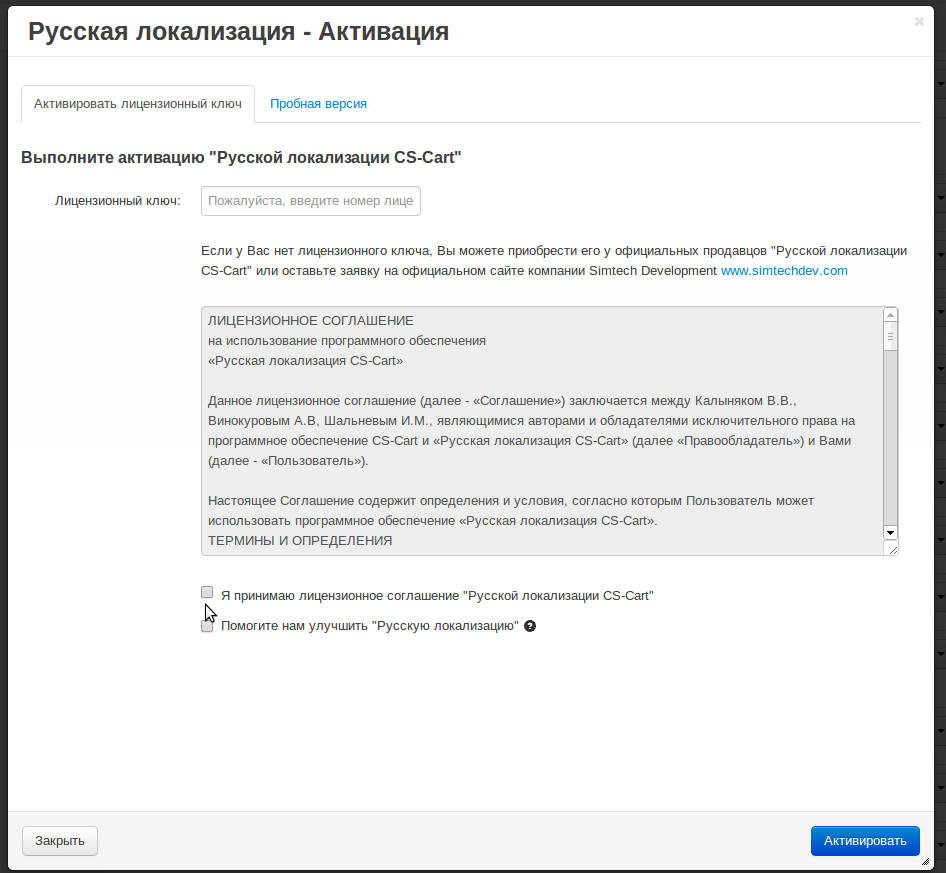 Русская локализация - Активация
Активировать лицензионный ключ
Пробная версия
Выполните активацию "Русской локализации CS-Cart"
Лицензионный ключ:
Пожалуйста, введите номер лице
Если у Вас нет лицензионного ключа, Вы можете приобрести его у официальных продавцов "Русской локализации
CS-Cart" или оставьте заявку на официальном сайте компании Simtech Development www.simtechdev.com
ЛИЦЕНЗИОННОЕ СОГЛАШЕНИЕ
на использование программного обеспечения
«Русская локализация CS-Cart»
Данное лицензионное соглашение (далее - «Соглашение») заключается между Калыняком В.В.,
Винокуровым А.В, Шальневым И.М., являющимися авторами и обладателями исключительного права на
программное обеспечение CS-Cart и «Русская локализация CS-Cart» (далее «Правообладатель») и Вами
(далее - «Пользователь»).
Настоящее Соглашение содержит определения и условия, согласно которым Пользователь может
использовать программное обеспечение «Русская локализация CS-Cart».
ТЕРМИНЫ И ОПРЕДЕЛЕНИЯ
Я принимаю лицензионное соглашение "Русской локализации CS-Cart"
Помогите нам улучшить "Русскую локализацию" ?
Закрыть
Активировать